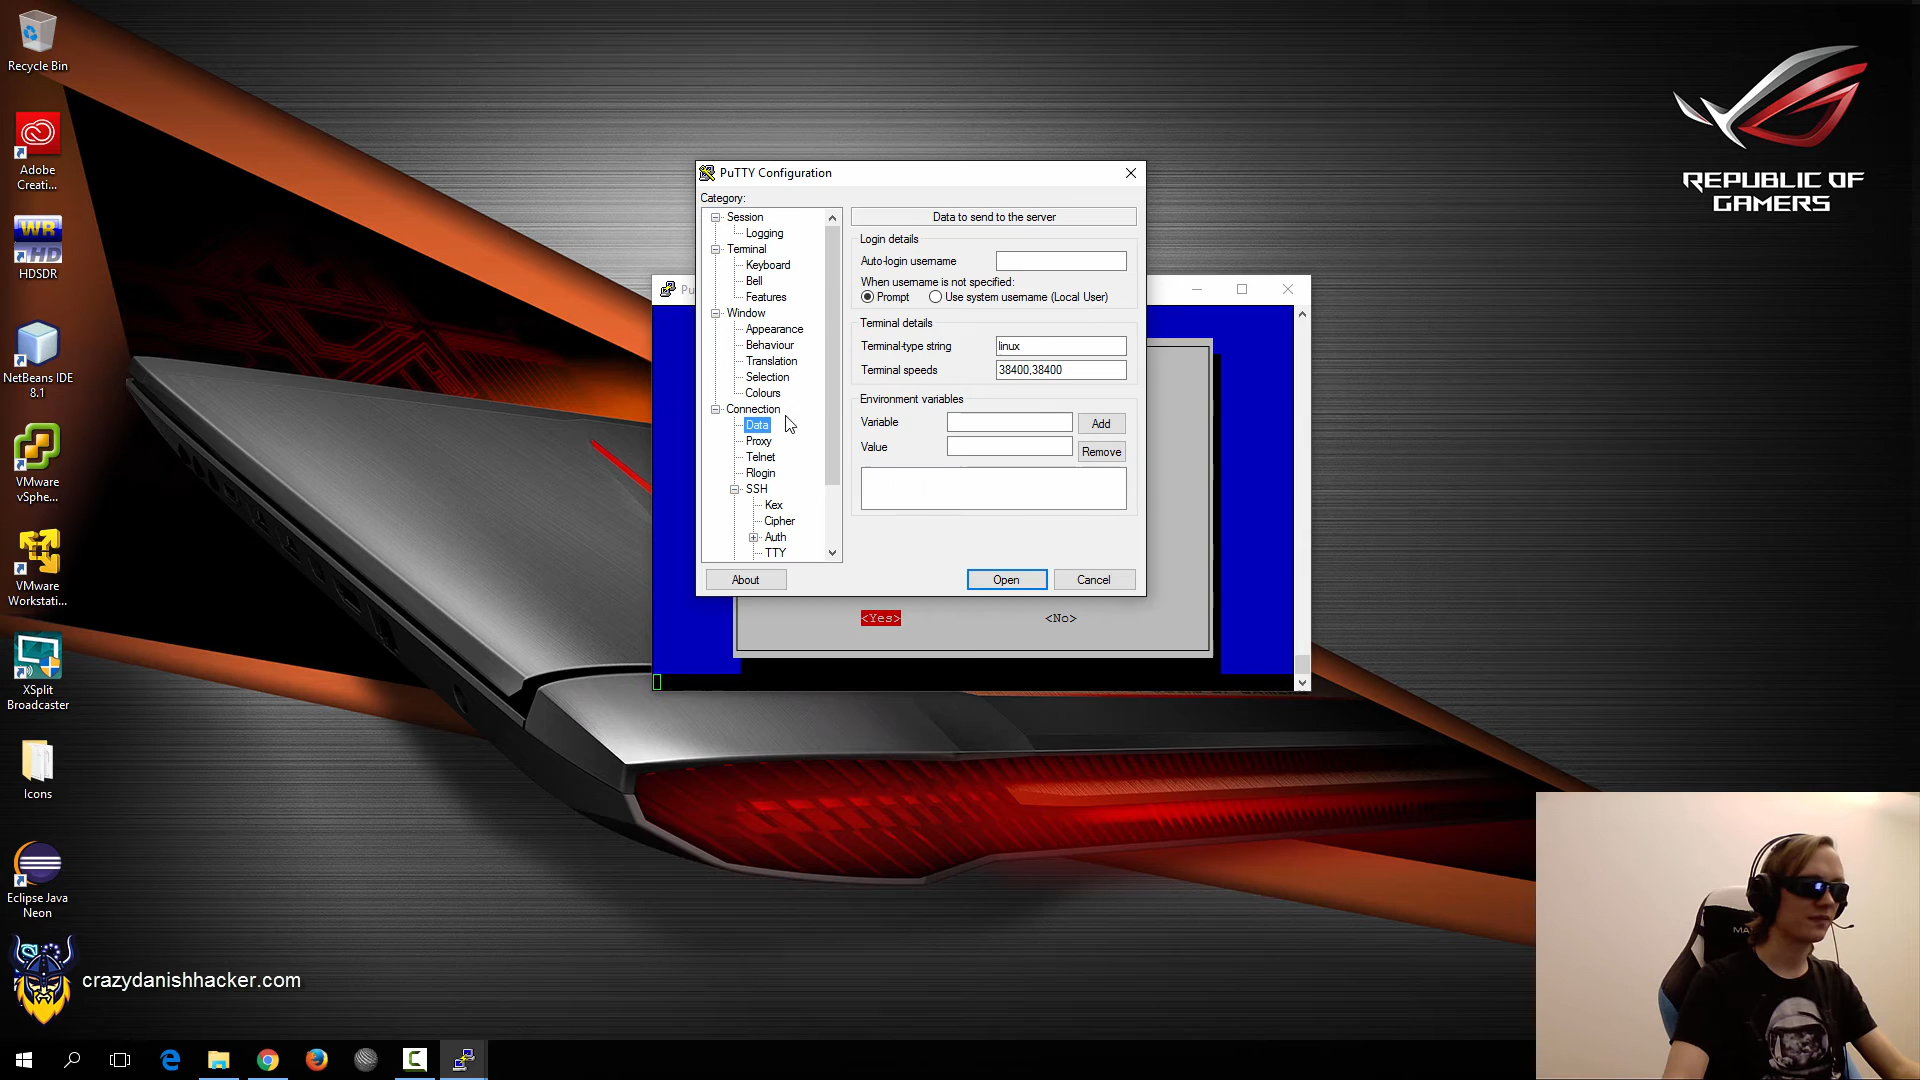 Recycle Bin
Adobe
Creati...
WR
HD
HDSDR
NetBeans IDE
8.1
VMware
vSphe...
VMware
Workstati...
XSplit
Broadcaster
Icons
Eclipse Java
Neon
crazydanishhacker.com
REPUBLIC OF
GAMERS
PuTTY Configuration
Category:
Session
Logging
Terminal
Keyboard
Bell
Features
Window
Appearance
Behaviour
Translation
Selection
Colours
Connection
Data
Proxy
Telnet
Rlogin
SSH
Kex
Cipher
Auth
TTY
Data to send to the server
Login details
Auto-login username
When username is not specified:
Prompt Use system username (Local User)
Terminal details
Terminal-type string linux
Terminal speeds 38400,38400
Environment variables
Variable Add
Value Remove
About Open Cancel
Pu
<Yes> <No>